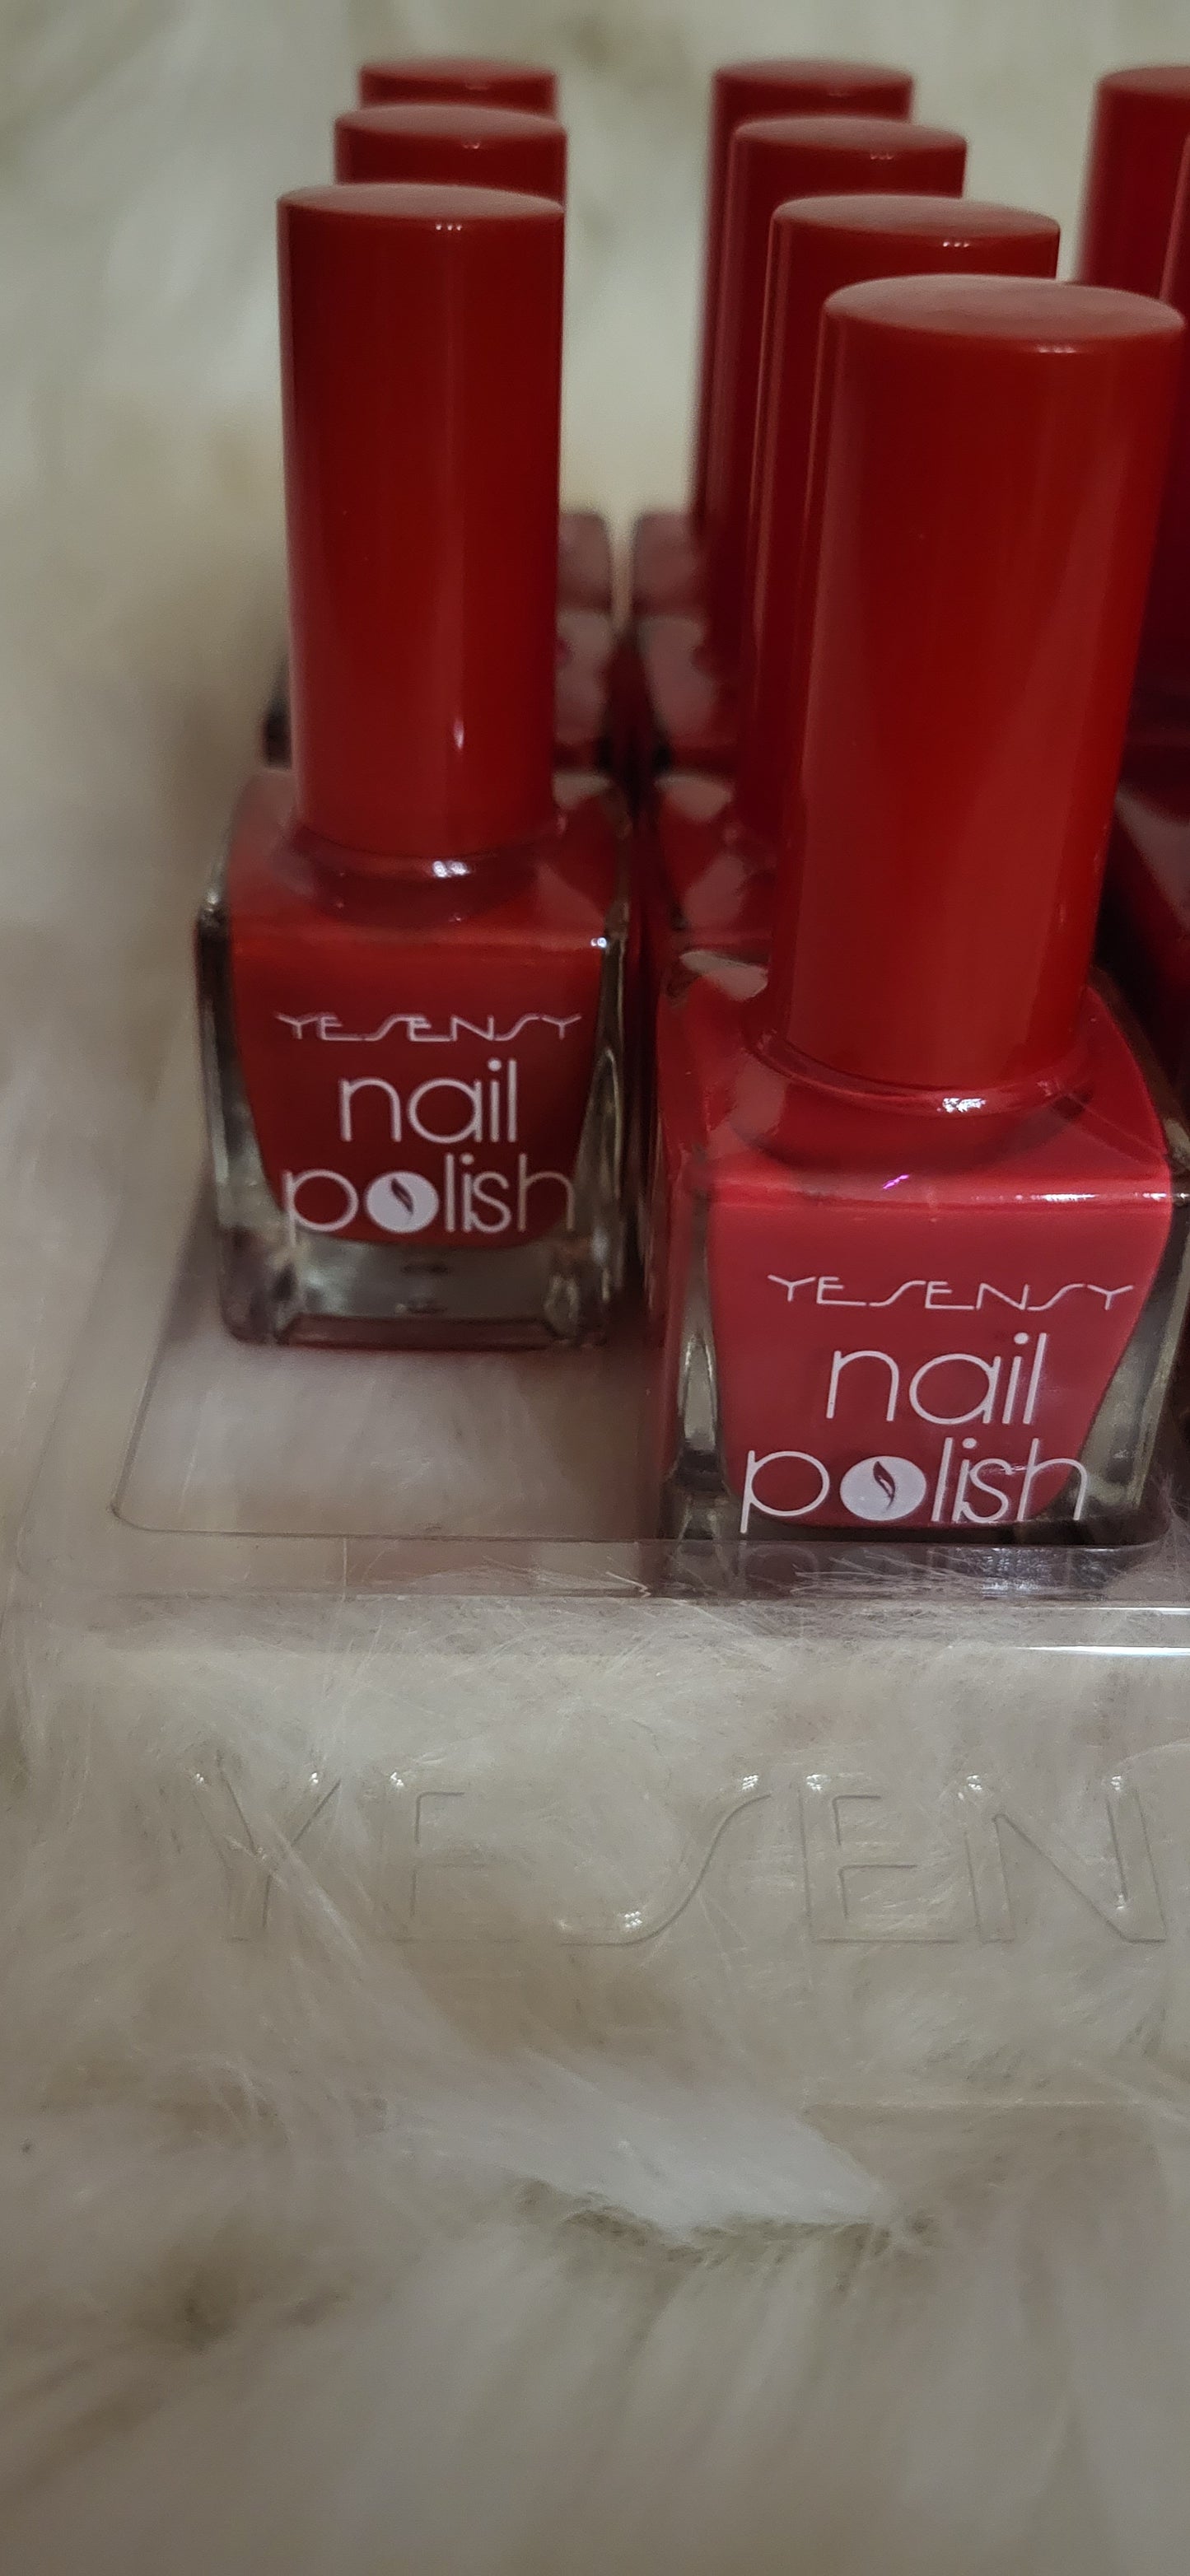 YESENSY
nail
polish
YESENSY
nail
polish
YESEN